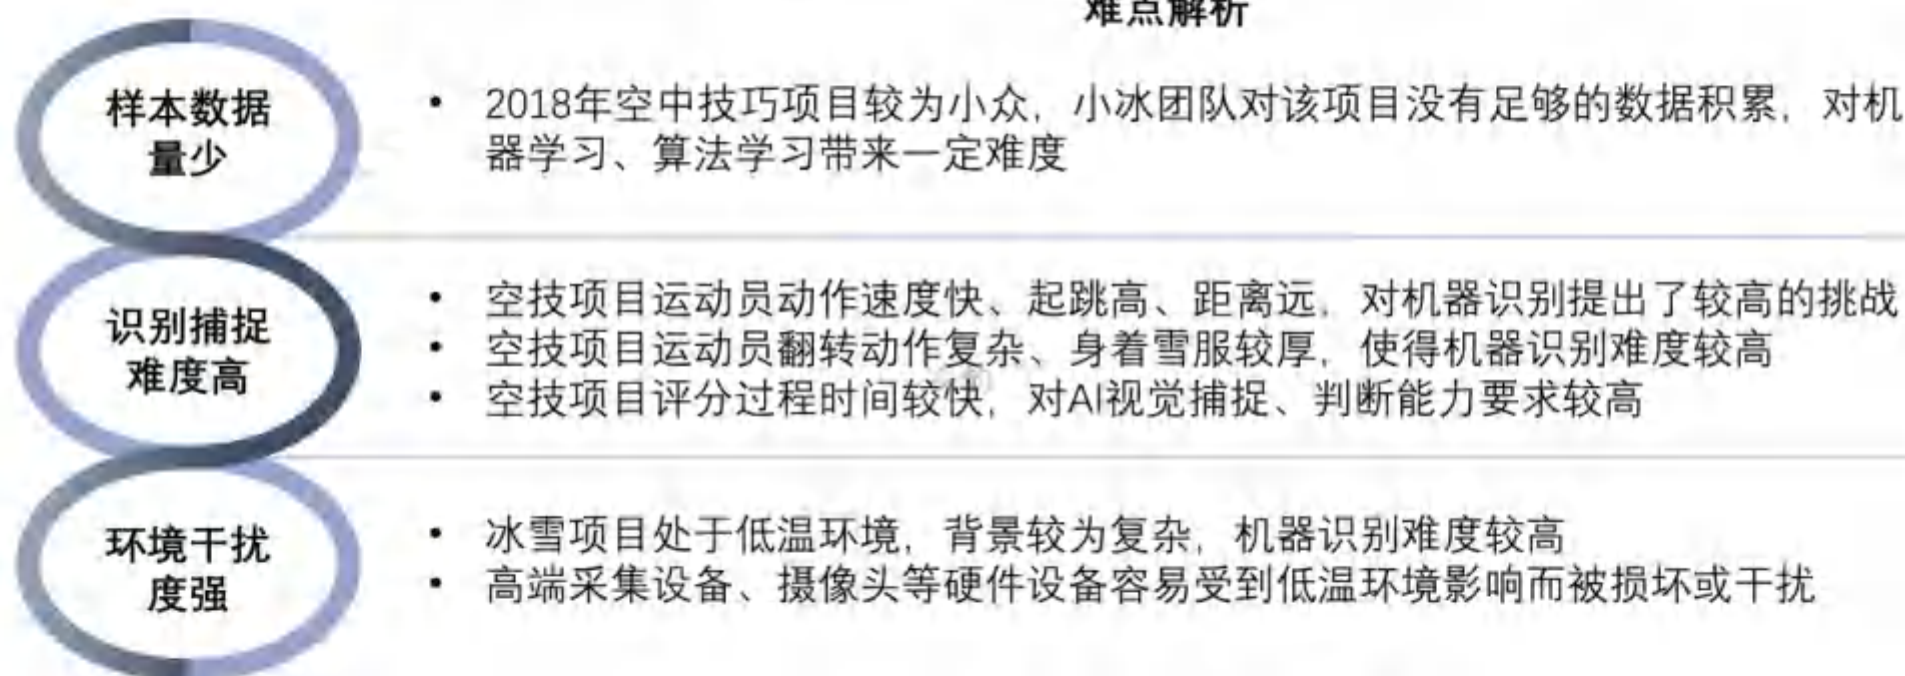 难点解析
样本数据
量少
• 2018年空中技巧项目较为小众，小冰团队对该项目没有足够的数据积累，对机
器学习、算法学习带来一定难度
识别捕捉
难度高
• 空技项目运动员动作速度快、起跳高、距离远，对机器识别提出了较高的挑战
• 空技项目运动员翻转动作复杂、身着雪服较厚，使得机器识别难度较高
• 空技项目评分过程时间较快，对AI视觉捕捉、判断能力要求较高
环境干扰
度强
• 冰雪项目处于低温环境，背景较为复杂，机器识别难度较高
• 高端采集设备、摄像头等硬件设备容易受到低温环境影响而被损坏或干扰